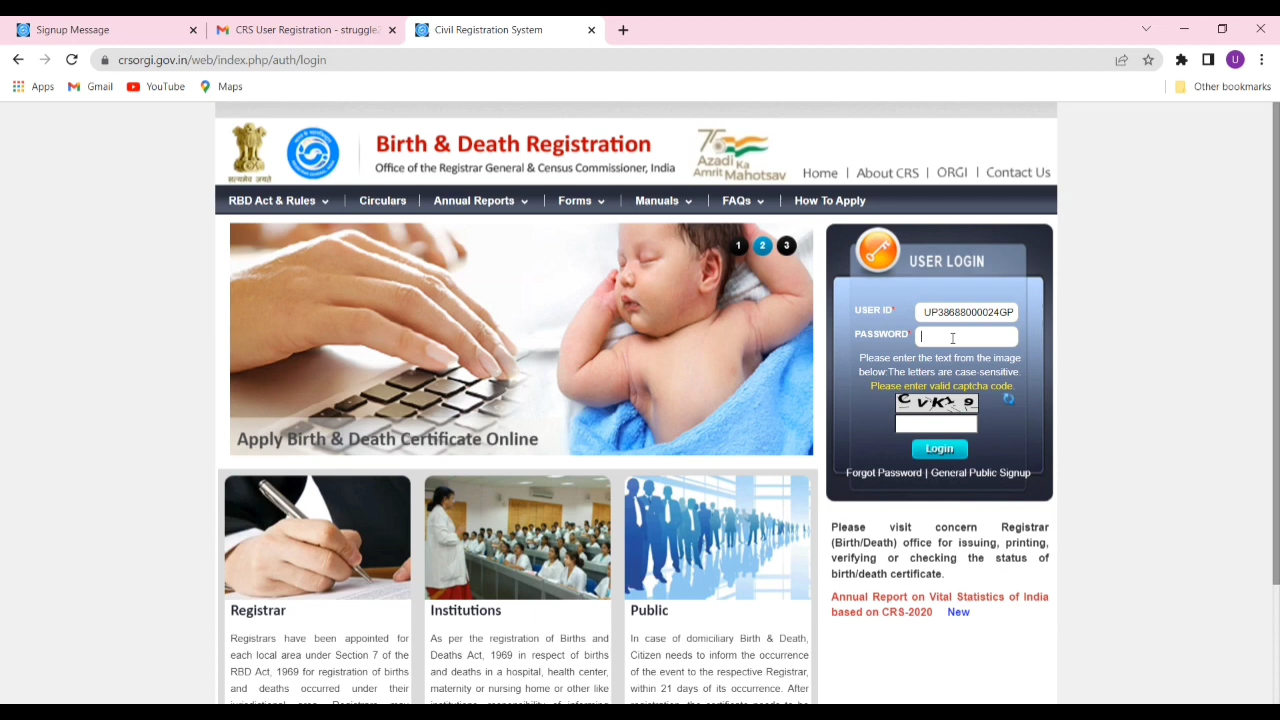 Signup Message
CRS User Registration - struggle2
Civil Registration System
crsorgi.gov.in/web/index.php/auth/login
U
Apps
Gmail
YouTube
Maps
Other bookmarks
सत्यमेव जयते
Birth & Death Registration
Office of the Registrar General & Census Commissioner, India
Azadi Ka
Amrit Mahotsav
Home | About CRS | ORGI | Contact Us
RBD Act & Rules | Circulars | Annual Reports | Forms | Manuals | FAQs | How To Apply
1 2 3
Apply Birth & Death Certificate Online
USER LOGIN
USER ID* UP38688000024GP
PASSWORD*
Please enter the text from the image
below:The letters are case-sensitive.
Please enter valid captcha code.
CVK19
Login
Forgot Password | General Public Signup
Please visit concern Registrar
(Birth/Death) office for issuing, printing,
verifying or checking the status of
birth/death certificate.
Annual Report on Vital Statistics of India
based on CRS-2020 New
Registrar
Registrars have been appointed for
each local area under Section 7 of the
RBD Act, 1969 for registration of births
and deaths occurred under their
Institutions
As per the registration of Births and
Deaths Act, 1969 in respect of births
and deaths in a hospital, health center,
maternity or nursing home or other like
Public
In case of domiciliary Birth & Death,
Citizen needs to inform the occurrence
of the event to the respective Registrar,
within 21 days of its occurrence. After